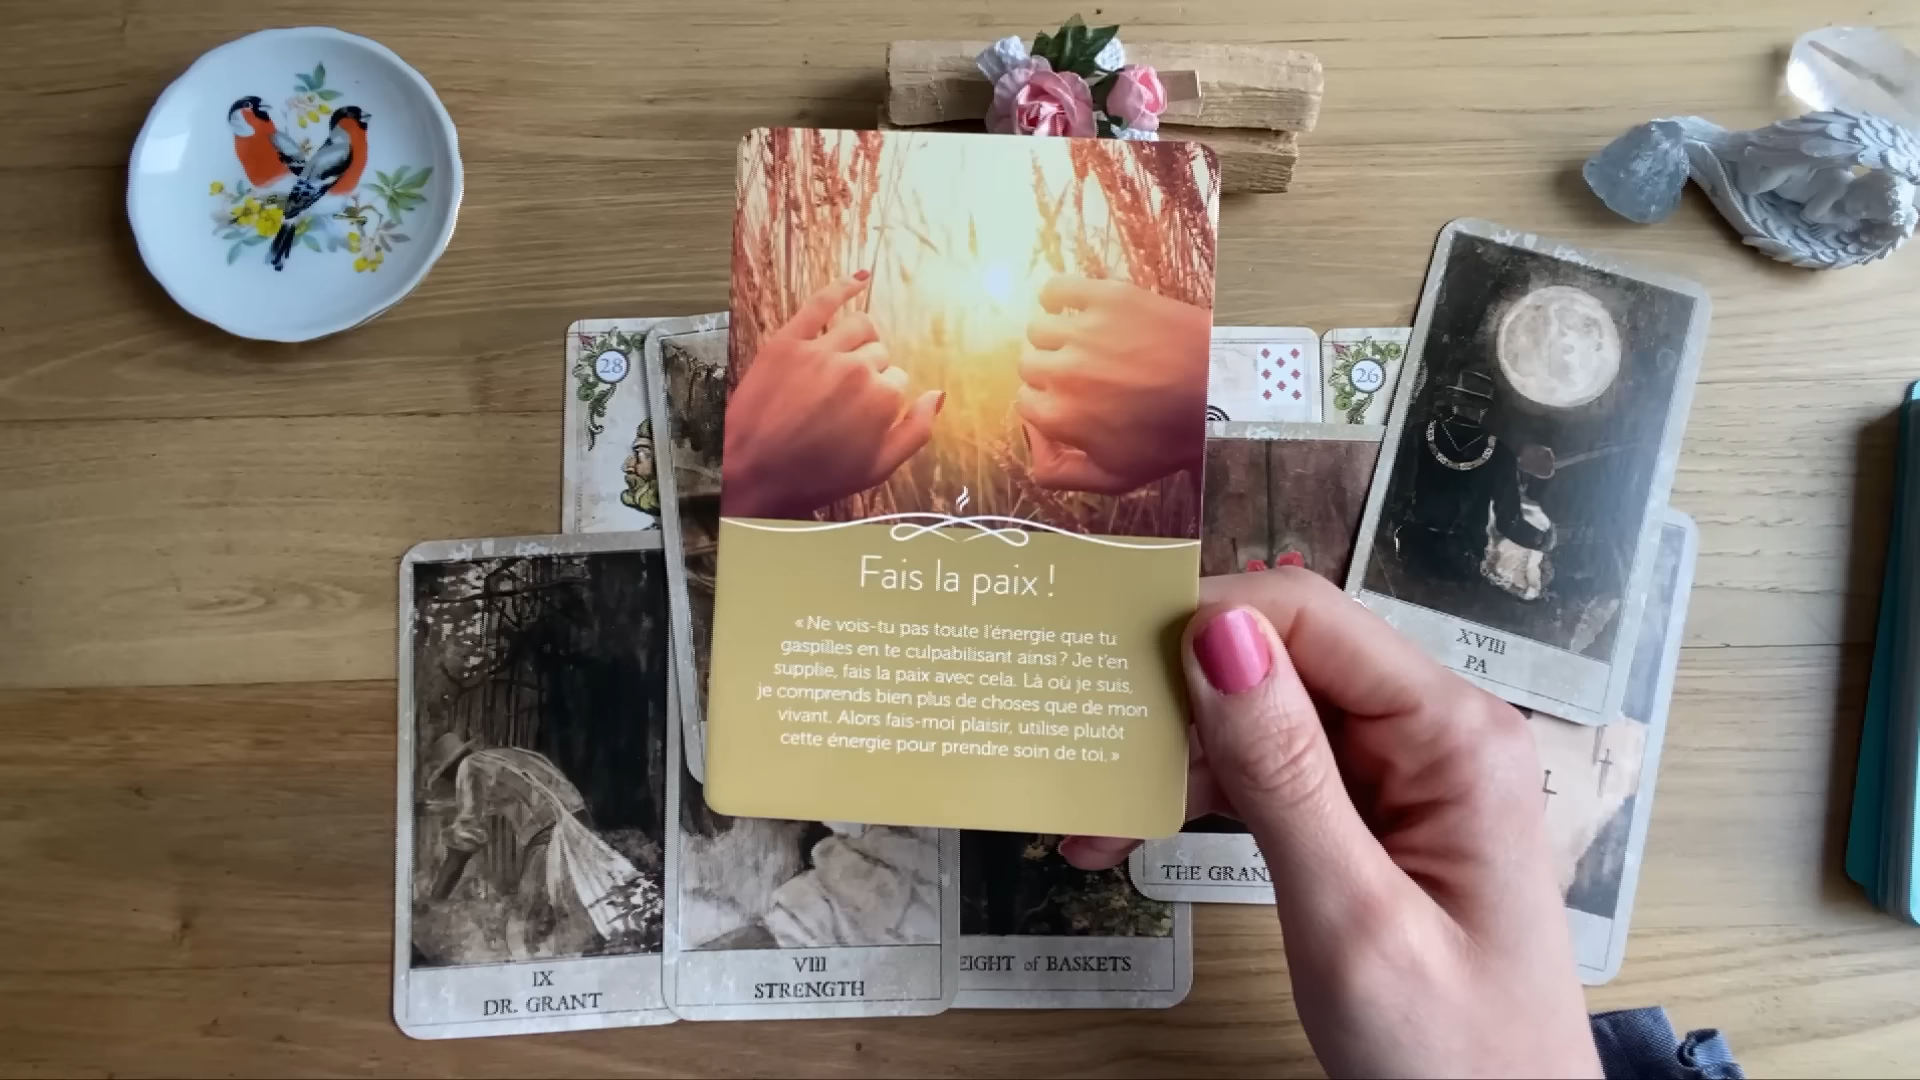 28
26
Fais la paix !
« Ne vois-tu pas toute l'énergie que tu
gaspilles en te culpabilisant ainsi ? Je t'en
supplie, fais la paix avec cela. Là où je suis,
je comprends bien plus de choses que de mon
vivant. Alors fais-moi plaisir, utilise plutôt
cette énergie pour prendre soin de toi. »
XVIII
PA
THE
IX
DR. GRANT
VIII
STRENGTH
EIGHT of BASKETS